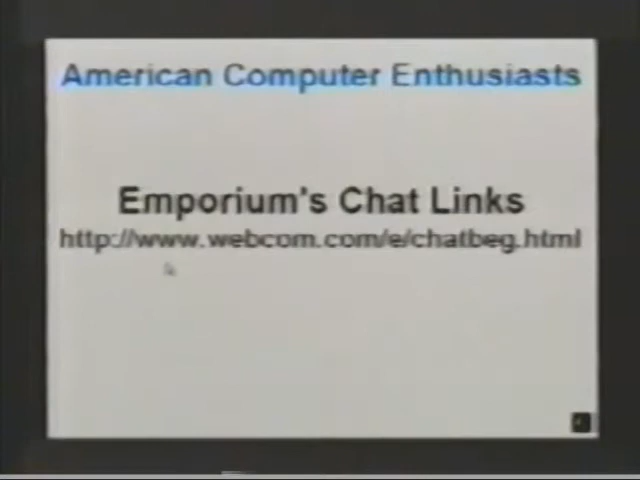 American Computer Enthusiasts
Emporium's Chat Links
http://www.webcom.com/e/chatbeg.html